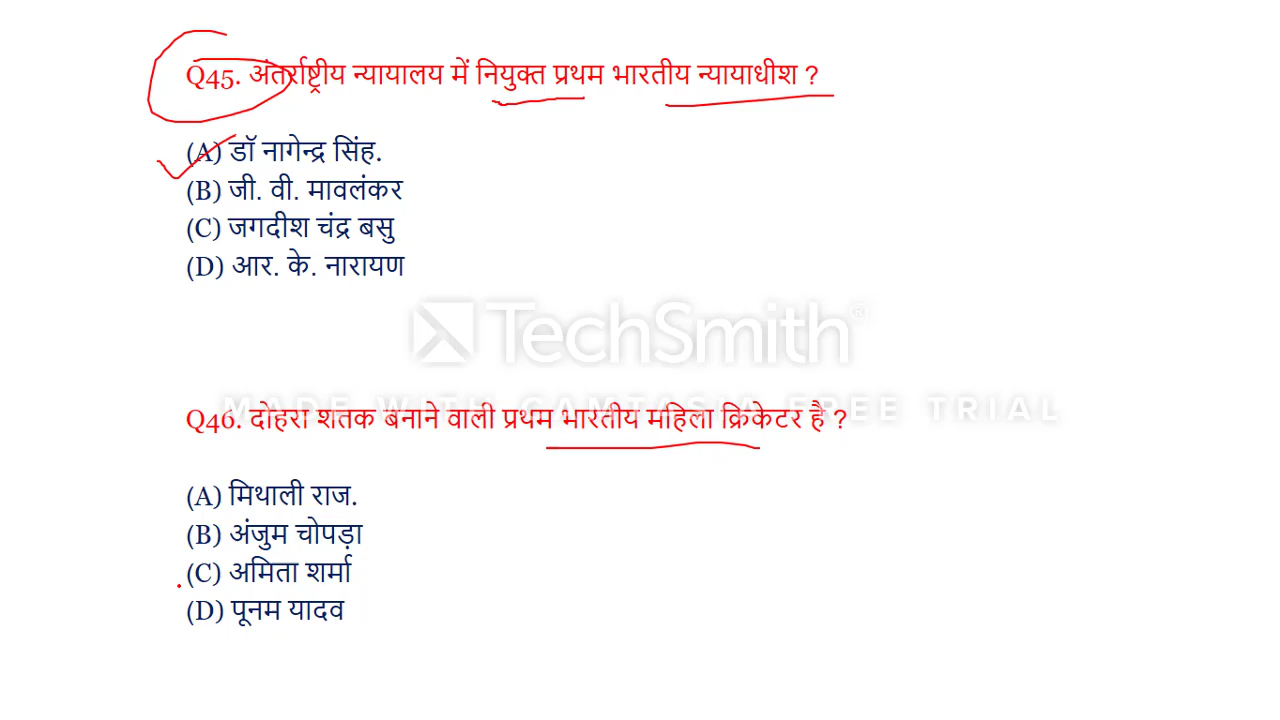 Q45. अंतर्राष्ट्रीय न्यायालय में नियुक्त प्रथम भारतीय न्यायाधीश ?
(A) डॉ नागेन्द्र सिंह.
(B) जी. वी. मावलंकर
(C) जगदीश चंद्र बसु
(D) आर. के. नारायण
TechSmith®
MADE WITH CAMTASIA FREE TRIAL
Q46. दोहरा शतक बनाने वाली प्रथम भारतीय महिला क्रिकेटर है ?
(A) मिथाली राज.
(B) अंजुम चोपड़ा
(C) अमिता शर्मा
(D) पूनम यादव